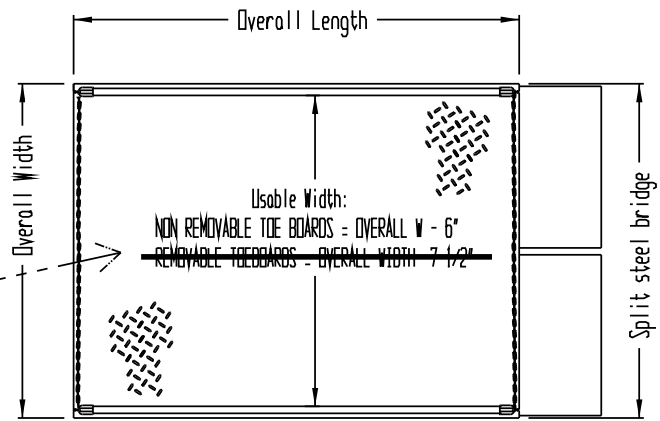 Overall Length
Overall Width
Usable Width:
NON REMOVABLE TOE BOARDS = OVERALL W - 6"
REMOVABLE TOEBOARDS - OVERALL WIDTH 7 1/2"
Split steel bridge